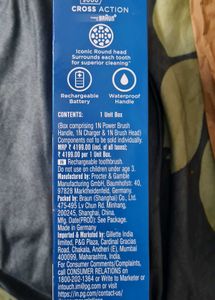 CROSS ACTION
BRAUN
Iconic Round head
Surrounds each tooth
for superior cleaning*
Rechargeable
Battery
Waterproof
Handle
CONTENTS: 1 Unit Box
(Box comprising 1N Power Brush
Handle, 1N Charger & 1N Brush Head)
Components not to be sold individually.
MRP ₹ 4199.00 (incl. of all taxes);
₹ 4199.00 per 1 Unit Box.
IN Rechargeable toothbrush.
Do not use on children under age 3.
Manufactured by: Procter & Gamble
Manufacturing GmbH, Baumhofstr. 40,
97828 Marktheidenfeld, Germany.
Packed by: Braun (Shanghai) Co. Ltd.,
475-495 Lv Chun Rd. Minhang,
200245, Shanghai, China.
Mfg. Date(PROD): See Package.
Made in Germany.
Imported & Marketed by: Gillette India
limited, P&G Plaza, Cardinal Gracias
Road, Chakala, Andheri (E), Mumbai
400099, Maharashtra, India.
For Consumer Complaints, CALL
CONSUMER RELATIONS on
1800-202-1364 or Write to Marketer or
intouch.im@pg.com or visit
https://in.pg.com/contact-us/